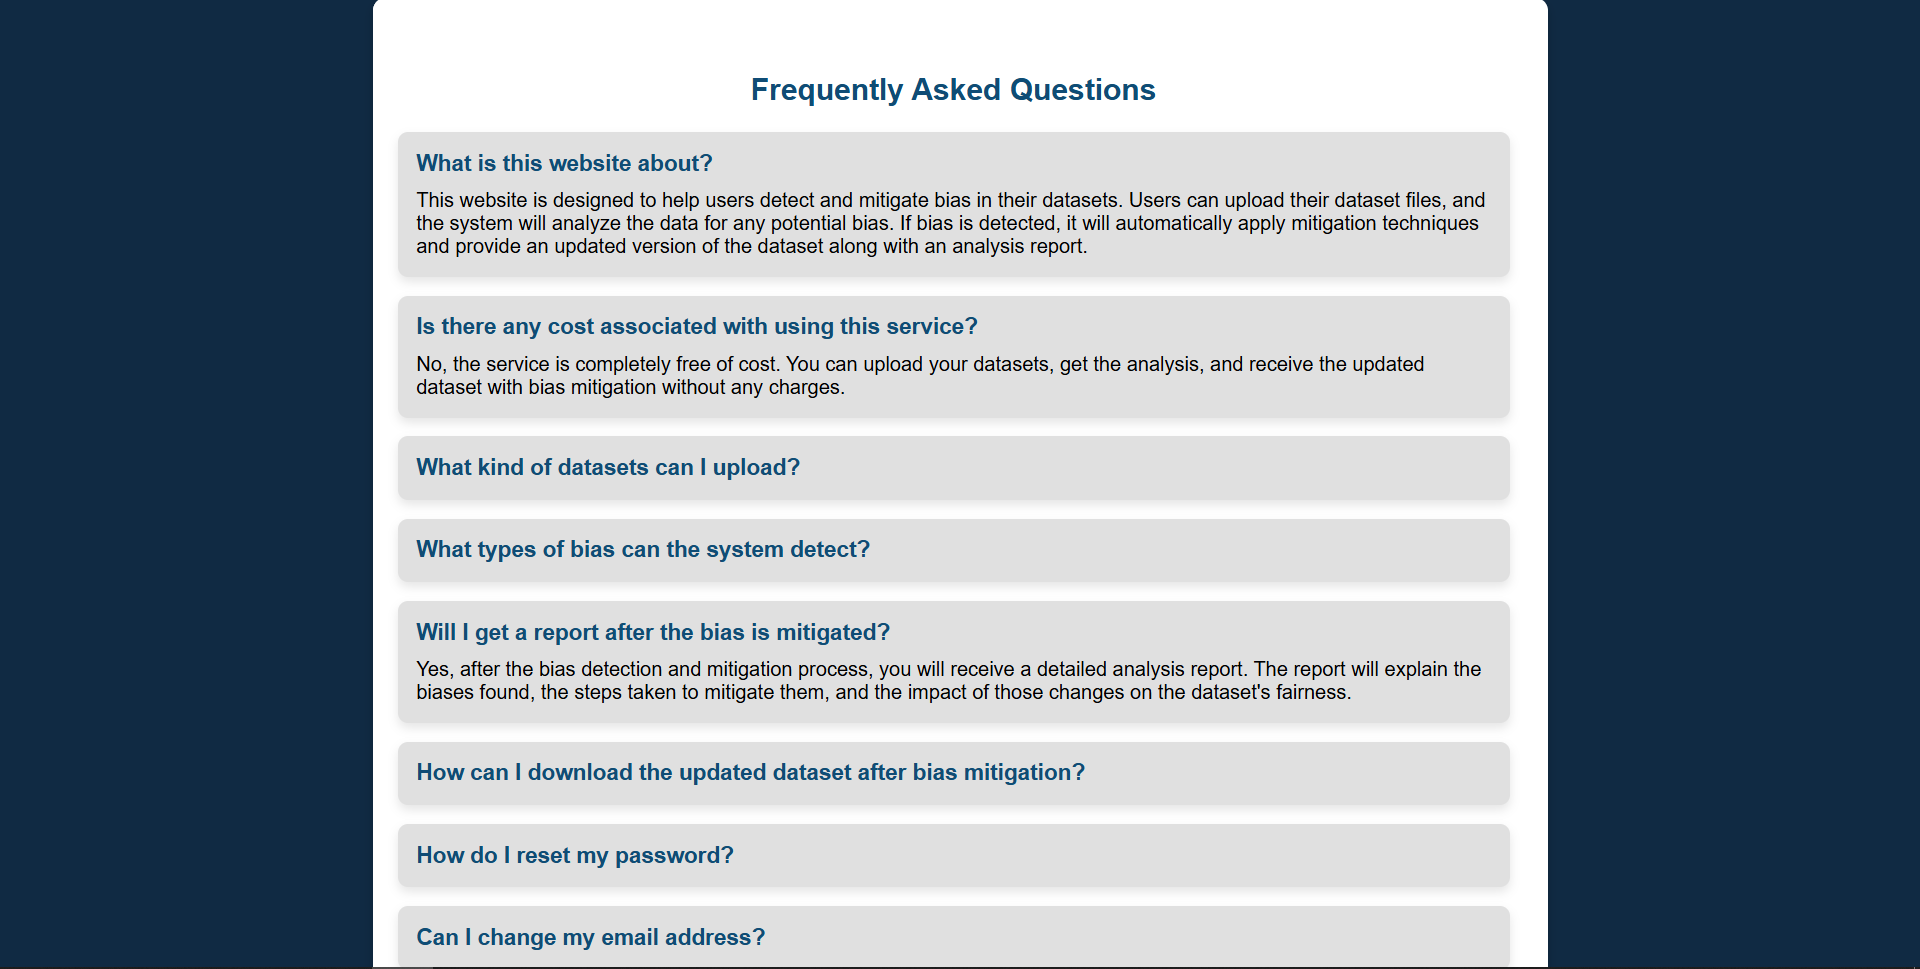 Frequently Asked Questions
What is this website about?
This website is designed to help users detect and mitigate bias in their datasets. Users can upload their dataset files, and
the system will analyze the data for any potential bias. If bias is detected, it will automatically apply mitigation techniques
and provide an updated version of the dataset along with an analysis report.
Is there any cost associated with using this service?
No, the service is completely free of cost. You can upload your datasets, get the analysis, and receive the updated
dataset with bias mitigation without any charges.
What kind of datasets can I upload?
What types of bias can the system detect?
Will I get a report after the bias is mitigated?
Yes, after the bias detection and mitigation process, you will receive a detailed analysis report. The report will explain the
biases found, the steps taken to mitigate them, and the impact of those changes on the dataset's fairness.
How can I download the updated dataset after bias mitigation?
How do I reset my password?
Can I change my email address?